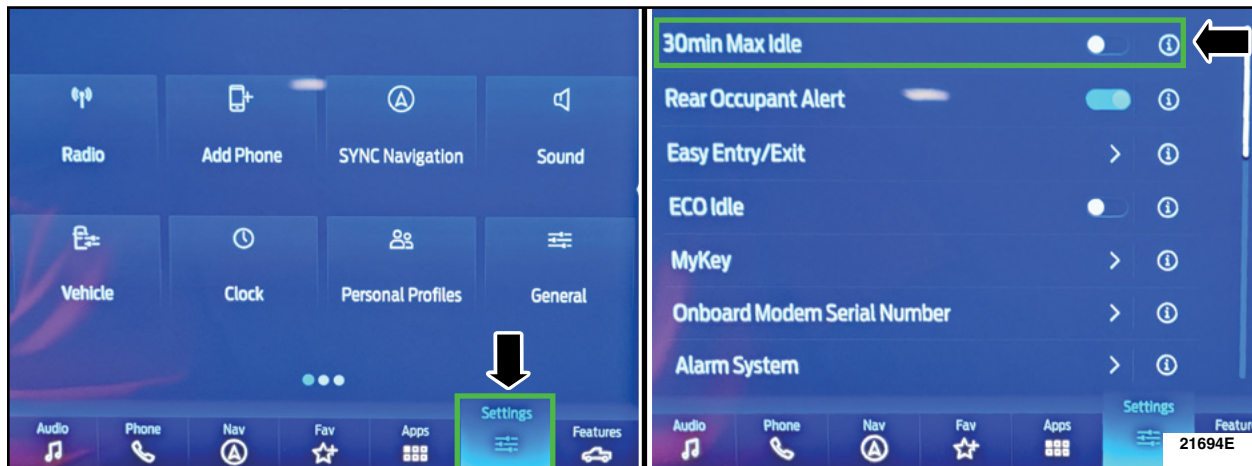 Radio
Add Phone
SYNC Navigation
Sound
Vehicle
Clock
Personal Profiles
General
Audio
Phone
Nav
Fav
Apps
Settings
Features
30min Max Idle
Rear Occupant Alert
Easy Entry/Exit
ECO Idle
MyKey
Onboard Modem Serial Number
Alarm System
Audio
Phone
Nav
Fav
Apps
Settings
Featur
21694E